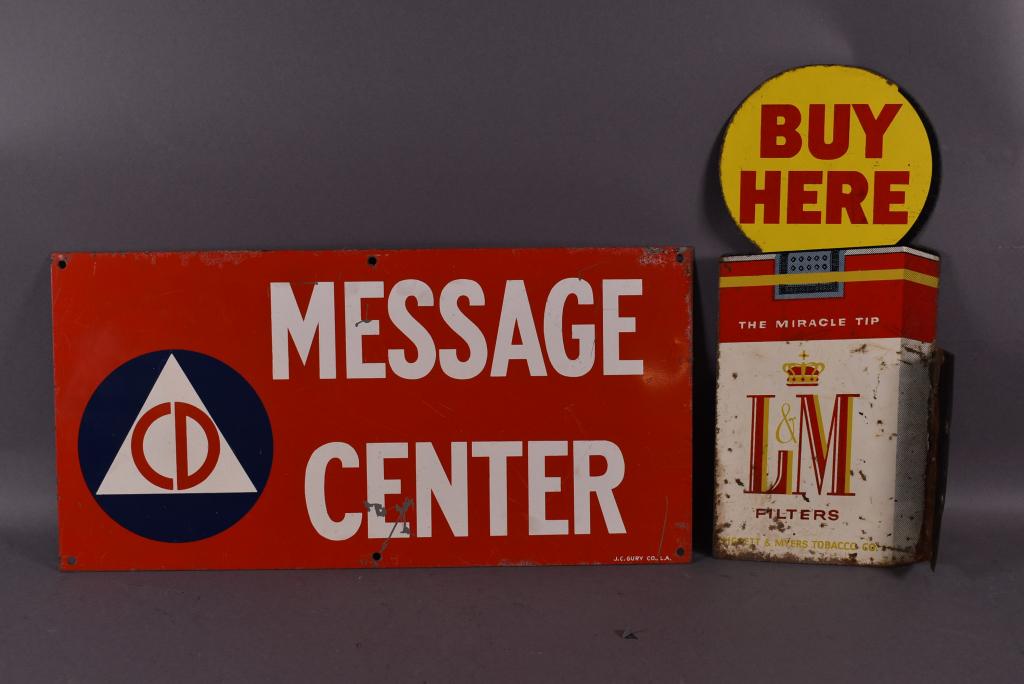 CD
MESSAGE
CENTER
J.C. GURY CO., L.A.
BUY
HERE
THE MIRACLE TIP
L&M
FILTERS
& MYERS TOBACCO CO.